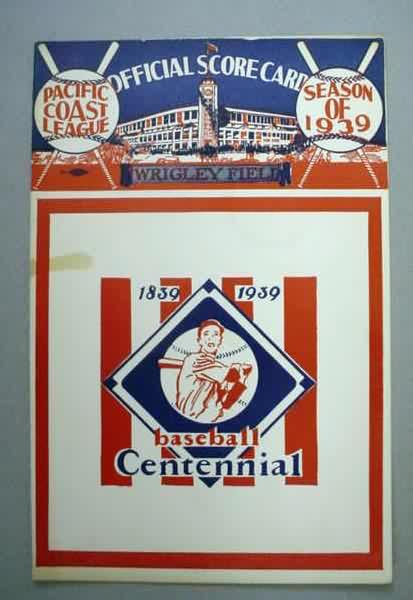 OFFICIAL SCORE CARD
PACIFIC
COAST
LEAGUE
SEASON
OF
1939
WRIGLEY FIELD
1839 1939
baseball
Centennial